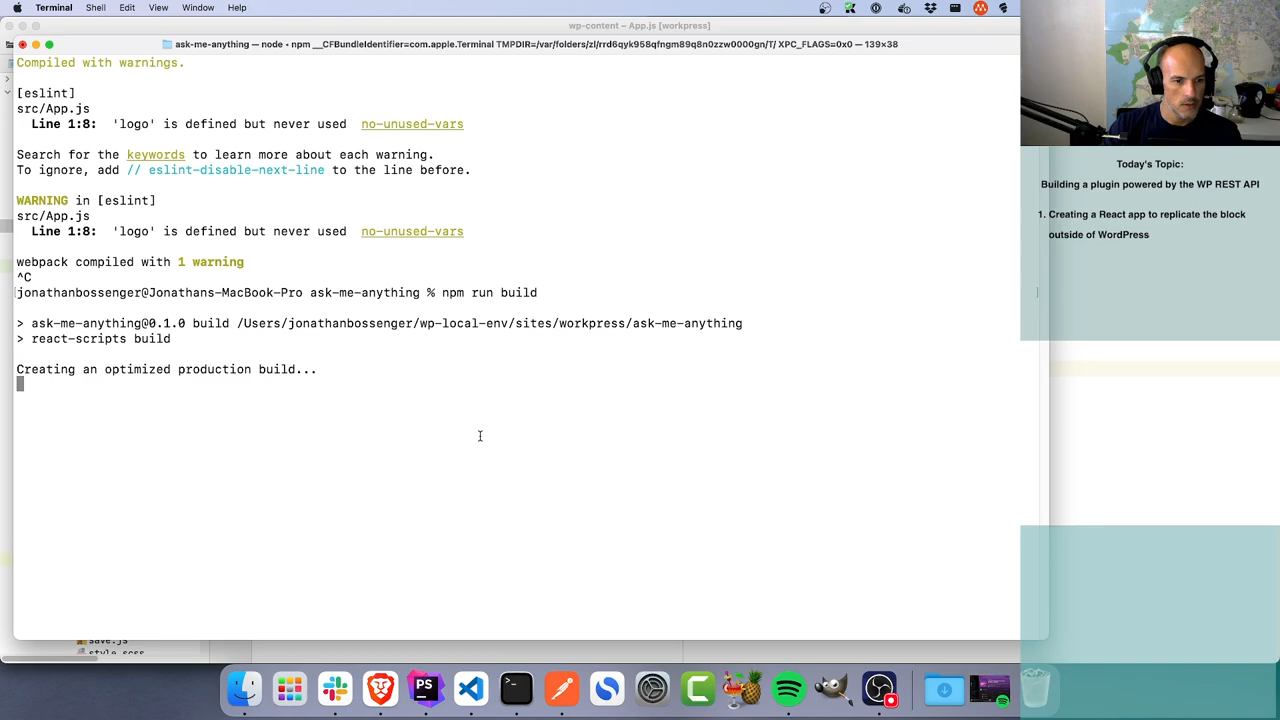 Terminal Shell Edit View Window Help
wp-content – App.js [workpress]
ask-me-anything — node • npm __CFBundleIdentifier=com.apple.Terminal TMPDIR=/var/folders/zl/rrd6qyk958qfngm89q8n0zzw0000gn/T/ XPC_FLAGS=0x0 — 139×38
Compiled with warnings.
[eslint]
src/App.js
Line 1:8: 'logo' is defined but never used no-unused-vars
Search for the keywords to learn more about each warning.
To ignore, add // eslint-disable-next-line to the line before.
WARNING in [eslint]
src/App.js
Line 1:8: 'logo' is defined but never used no-unused-vars
webpack compiled with 1 warning
^C
jonathanbossenger@Jonathans-MacBook-Pro ask-me-anything % npm run build
> ask-me-anything@0.1.0 build /Users/jonathanbossenger/wp-local-env/sites/workpress/ask-me-anything
> react-scripts build
Creating an optimized production build...
Today's Topic:
Building a plugin powered by the WP REST API
1. Creating a React app to replicate the block
outside of WordPress
save.js
style.scss
PS
C